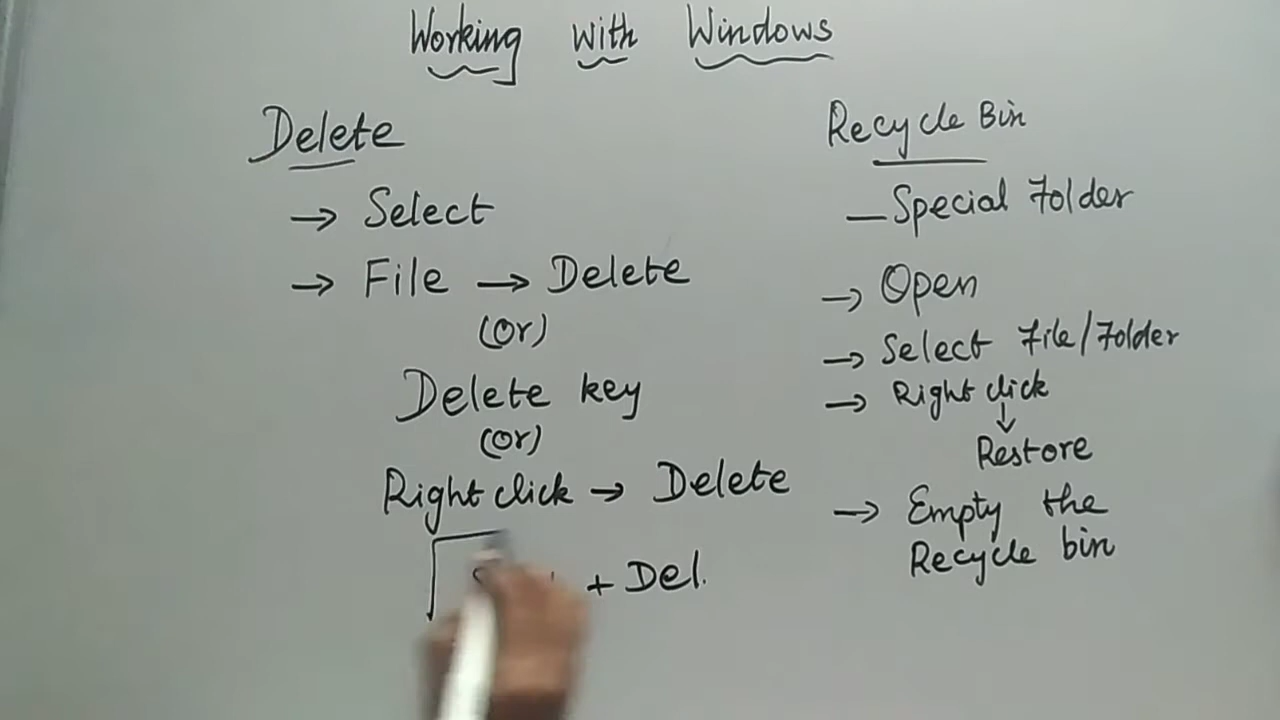 Working with Windows
Delete
→ Select
→ File → Delete
(Or)
Delete key
(Or)
Right click → Delete
+ Del.
Recycle Bin
— Special Folder
→ Open
→ Select File/Folder
→ Right click
↓
Restore
→ Empty the
Recycle bin